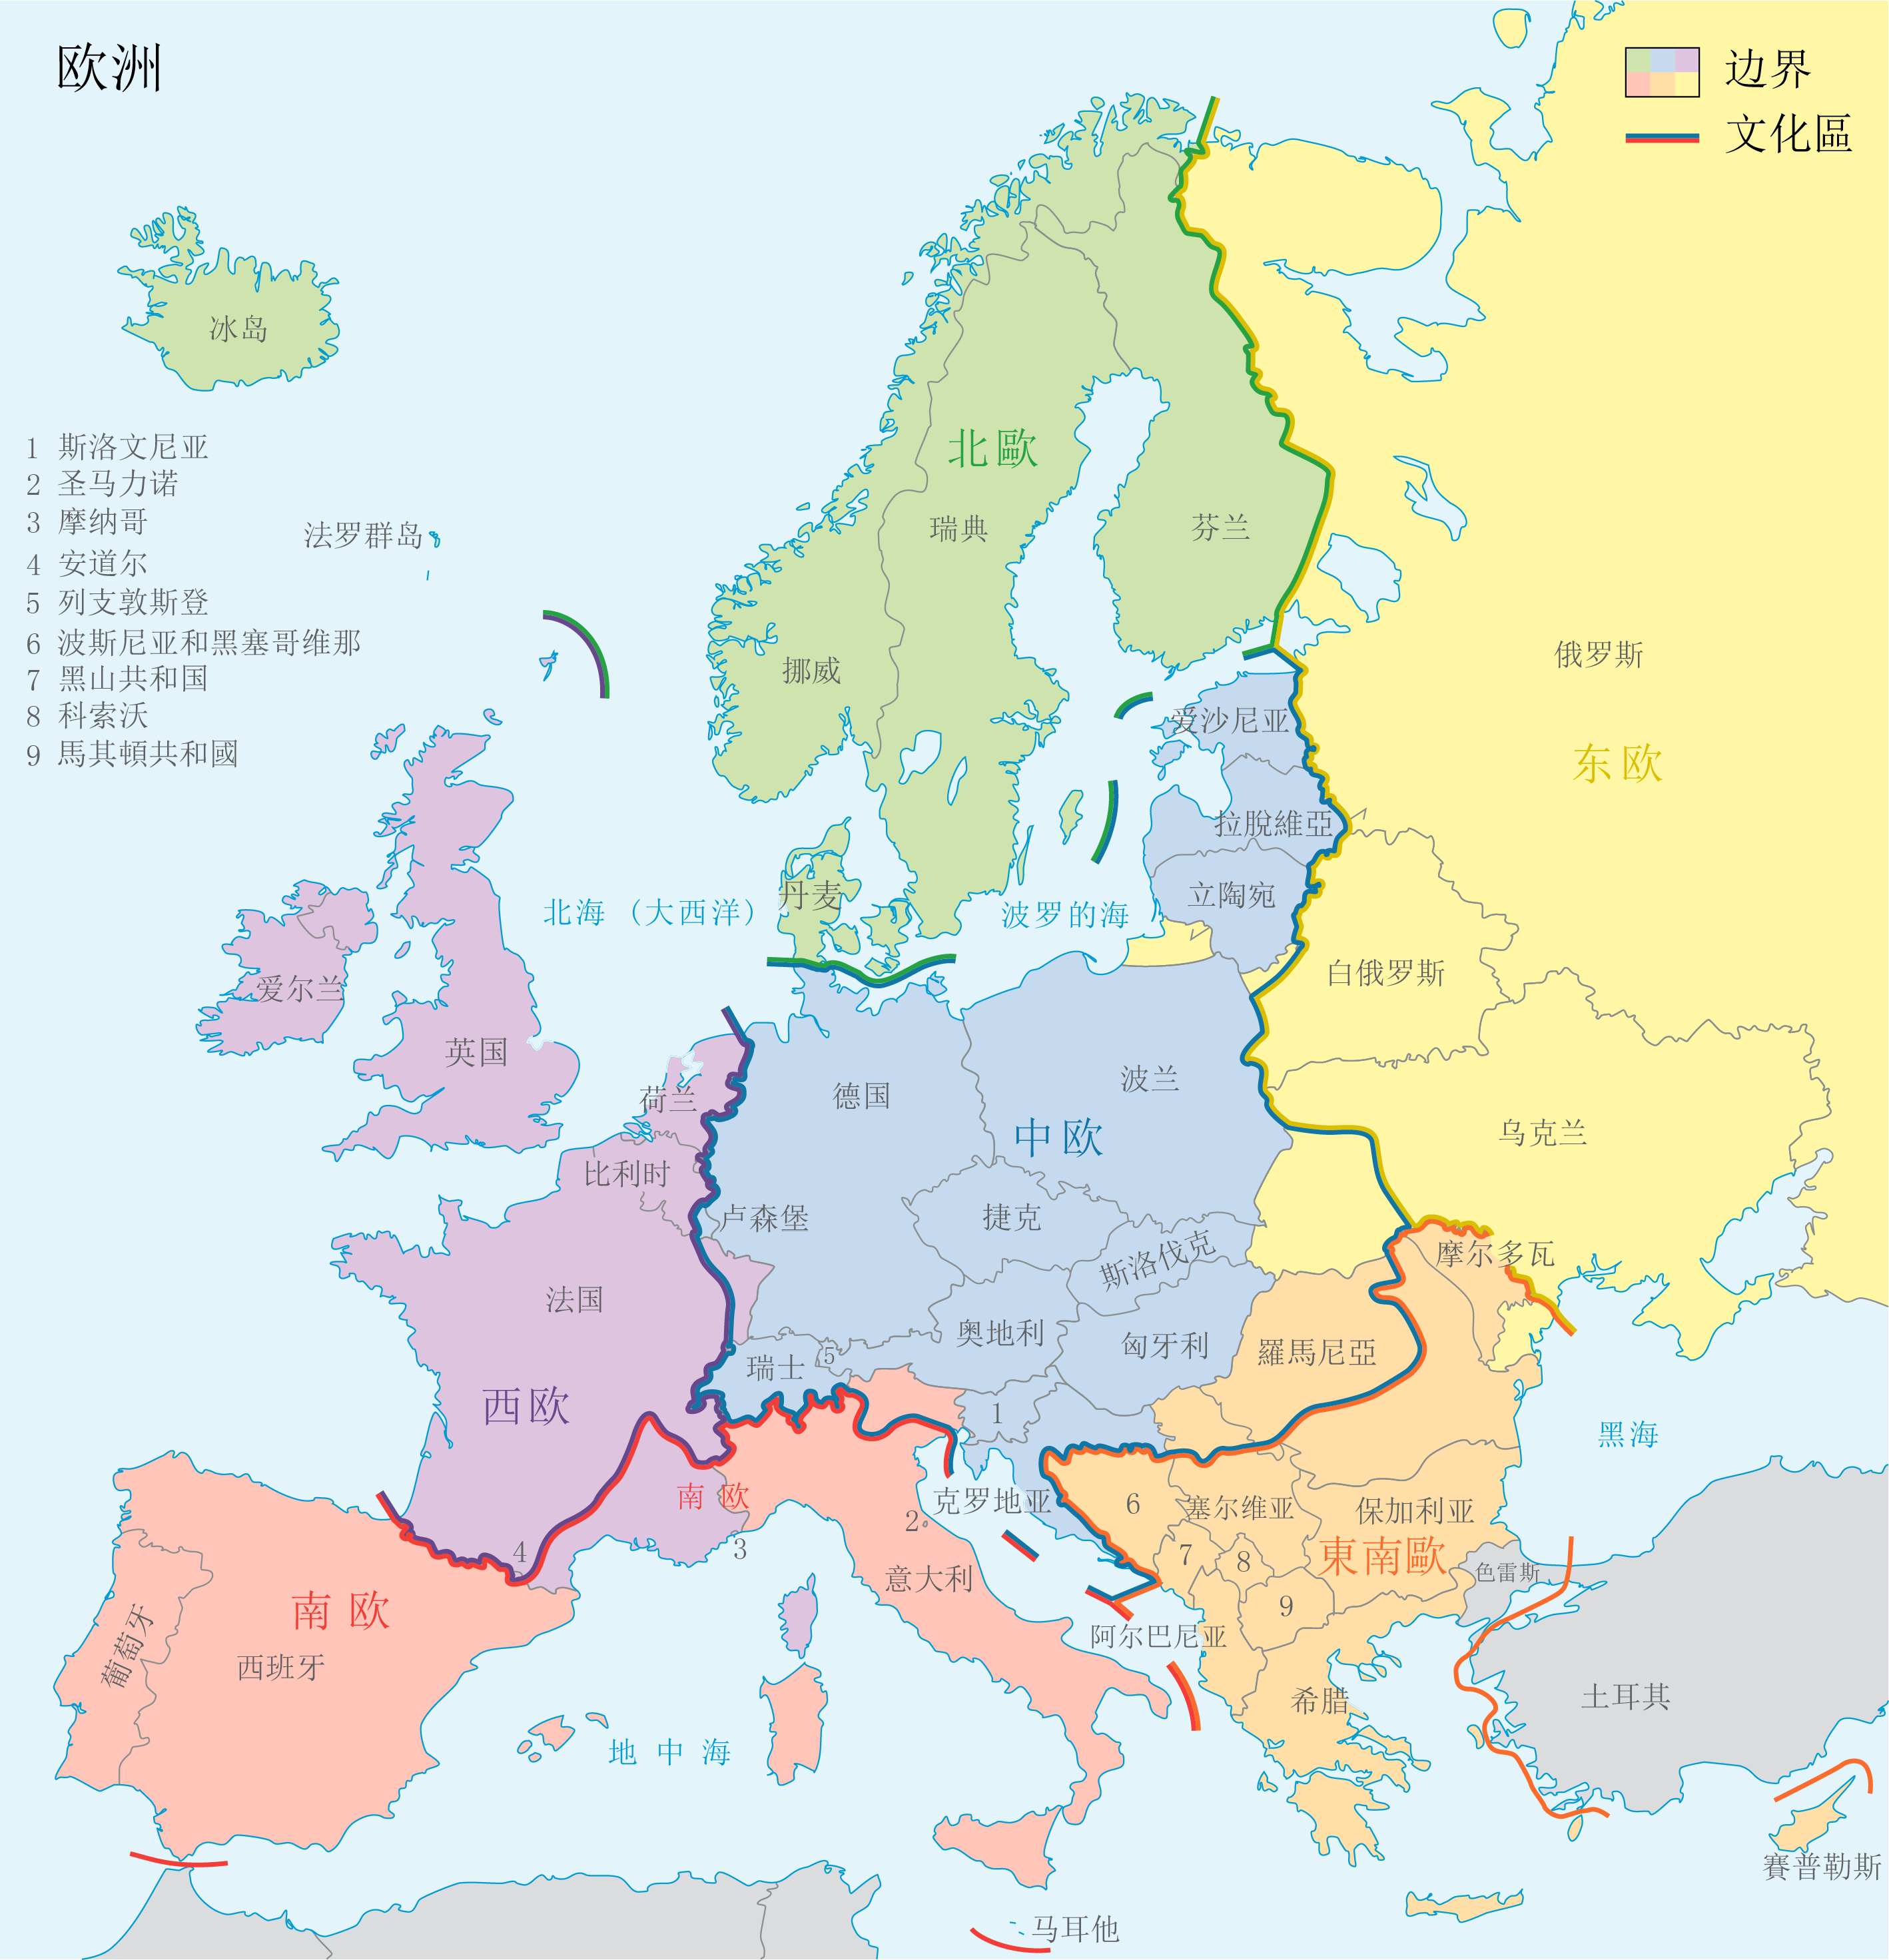 欧洲
边界
文化區
冰岛
1 斯洛文尼亚
2 圣马力诺
3 摩纳哥
4 安道尔
5 列支敦斯登
6 波斯尼亚和黑塞哥维那
7 黑山共和国
8 科索沃
9 馬其頓共和國
法罗群岛
北歐
瑞典
芬兰
挪威
俄罗斯
东欧
爱沙尼亚
拉脫維亞
立陶宛
丹麦
北海（大西洋）
波罗的海
白俄罗斯
爱尔兰
英国
荷兰
德国
波兰
中欧
乌克兰
比利时
卢森堡
捷克
斯洛伐克
摩尔多瓦
法国
奥地利
匈牙利
羅馬尼亞
瑞士
5
西欧
1
黑海
南 欧
克罗地亚
6
塞尔维亚
保加利亚
2
4
3
7
8
東南歐
色雷斯
意大利
南 欧
9
葡萄牙
西班牙
阿尔巴尼亚
希腊
土耳其
地 中 海
賽普勒斯
马耳他